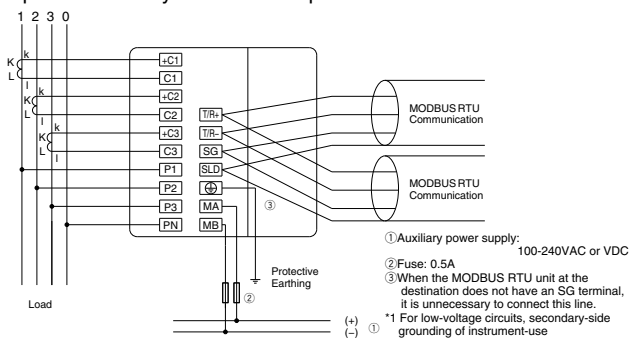 1 2 3 0
K k
L l
K k
L l
K k
L l
+C1
C1
+C2
C2
+C3
C3
P1
P2
P3
PN
T/R+
T/R−
SG
SLD
MA
MB
③
MODBUS RTU
Communication
MODBUS RTU
Communication
Protective
Earthing
②
Load
(+)
(−) ①
①Auxiliary power supply:
100-240VAC or VDC
②Fuse: 0.5A
③When the MODBUS RTU unit at the
destination does not have an SG terminal,
it is unnecessary to connect this line.
*1 For low-voltage circuits, secondary-side
grounding of instrument-use